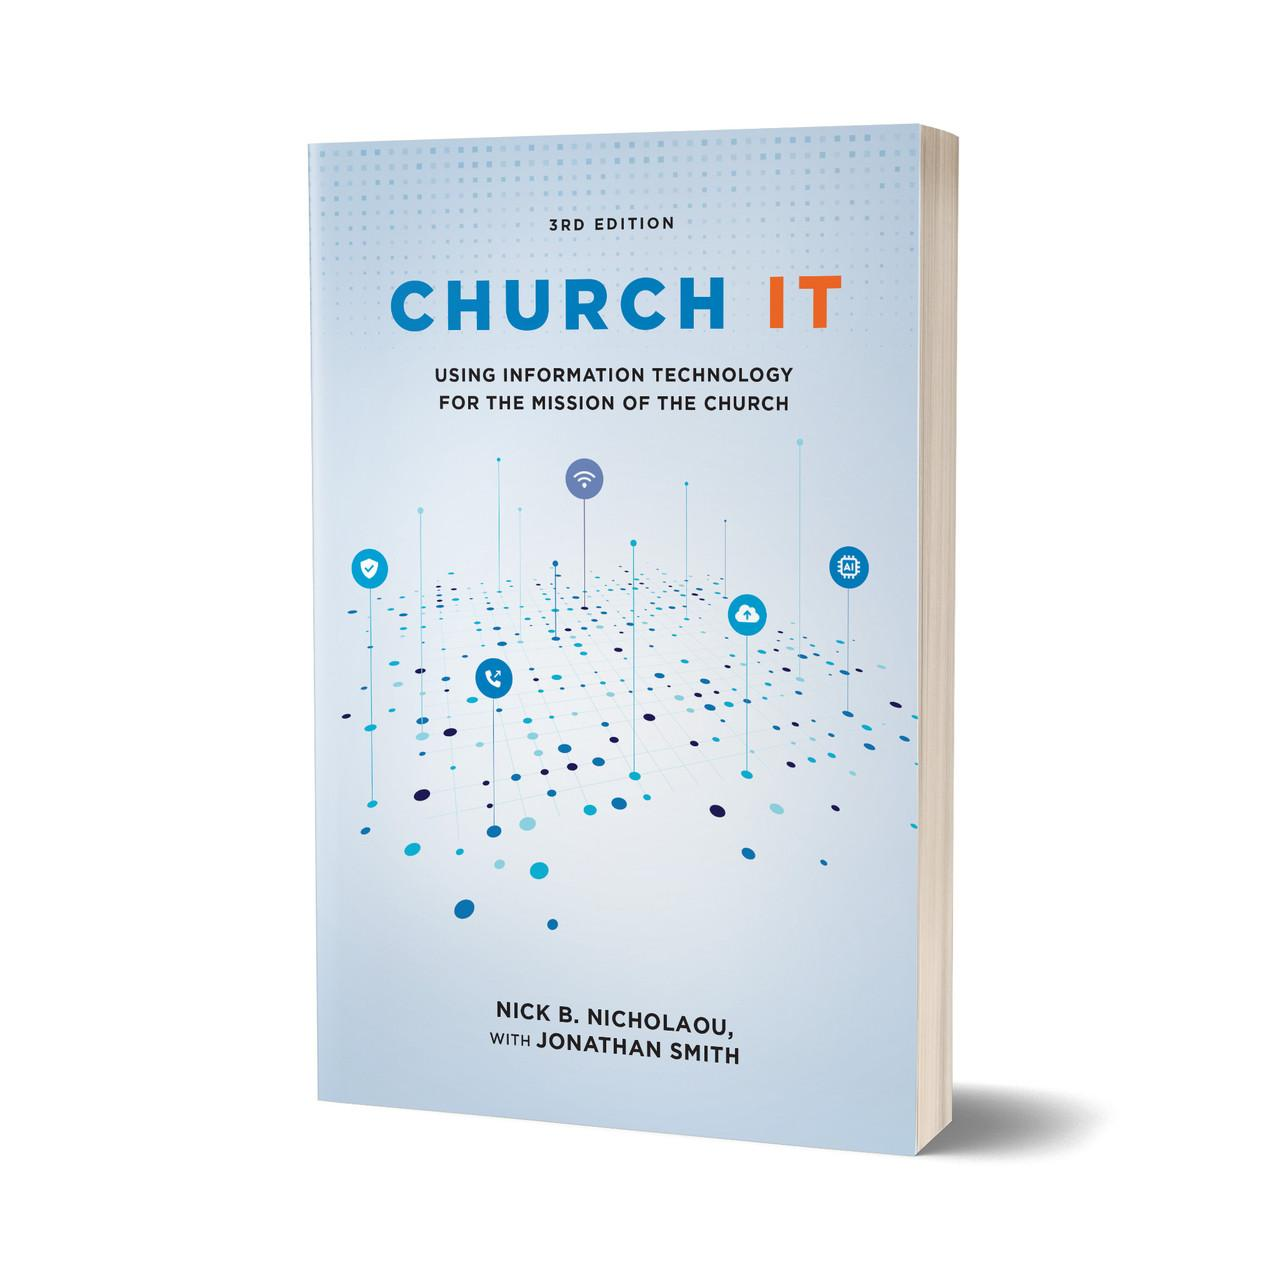 3RD EDITION
CHURCH IT
USING INFORMATION TECHNOLOGY
FOR THE MISSION OF THE CHURCH
AI
NICK B. NICHOLAOU,
WITH JONATHAN SMITH